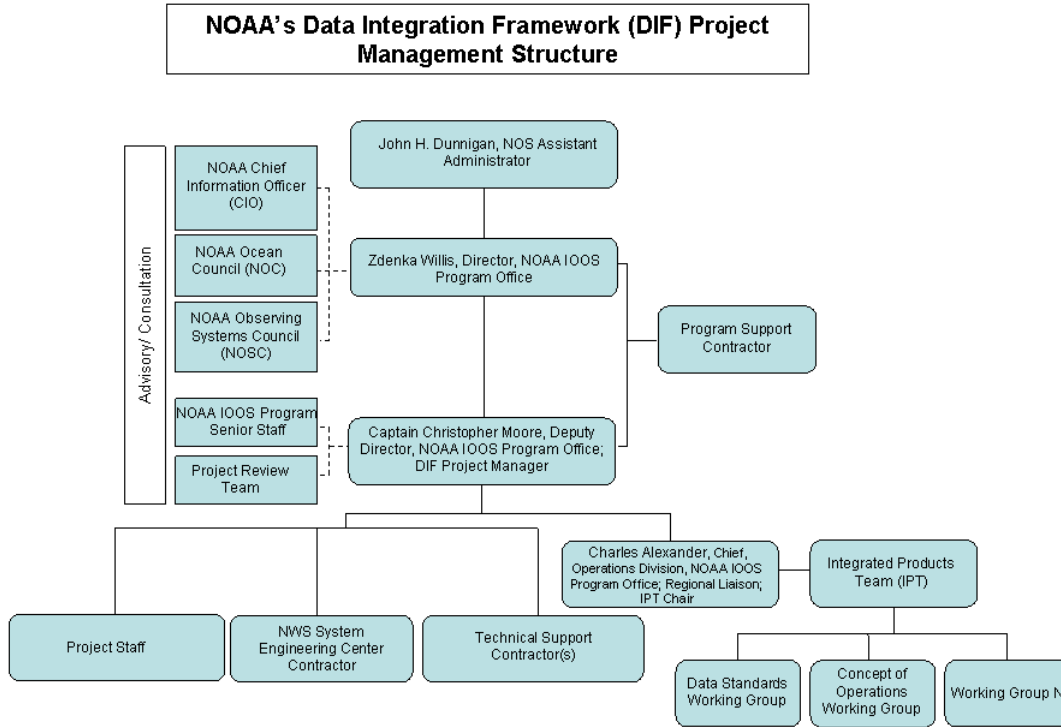 NOAA's Data Integration Framework (DIF) Project
Management Structure
John H. Dunnigan, NOS Assistant
Administrator
Advisory/ Consultation
NOAA Chief
Information Officer
(CIO)
NOAA Ocean
Council (NOC)
Zdenka Willis, Director, NOAA IOOS
Program Office
NOAA Observing
Systems Council
(NOSC)
Program Support
Contractor
NOAA IOOS Program
Senior Staff
Project Review
Team
Captain Christopher Moore, Deputy
Director, NOAA IOOS Program Office;
DIF Project Manager
Charles Alexander, Chief,
Operations Division, NOAA IOOS
Program Office; Regional Liaison;
IPT Chair
Integrated Products
Team (IPT)
Project Staff
NWS System
Engineering Center
Contractor
Technical Support
Contractor(s)
Data Standards
Working Group
Concept of
Operations
Working Group
Working Group N